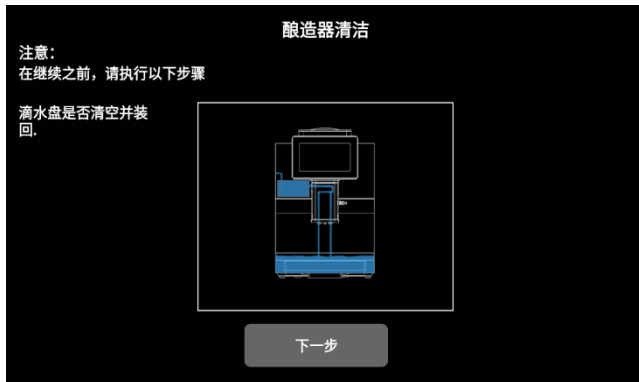 酿造器清洁
注意：
在继续之前，请执行以下步骤
滴水盘是否清空并装
回.
下一步